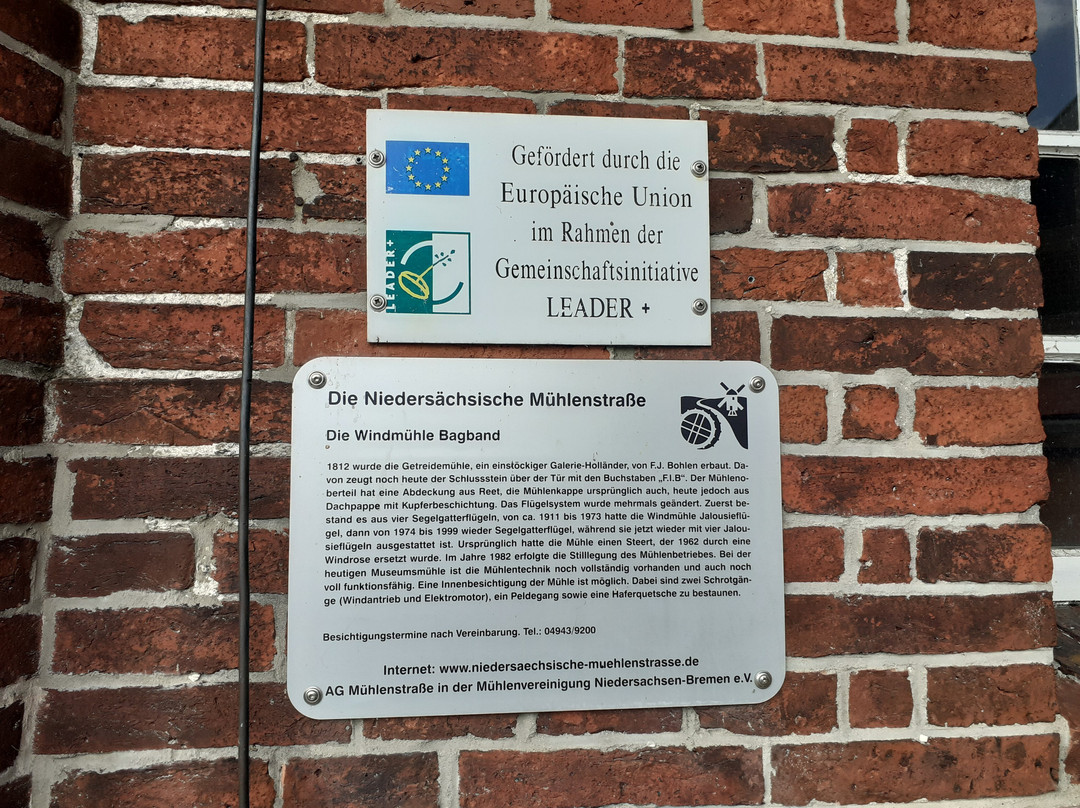 Gefördert durch die
Europäische Union
im Rahmen der
Gemeinschaftsinitiative
LEADER +
LEADER+
Die Niedersächsische Mühlenstraße
Die Windmühle Bagband
1812 wurde die Getreidemühle, ein einstöckiger Galerie-Holländer, von F.J. Bohlen erbaut. Da-
von zeugt noch heute der Schlussstein über der Tür mit den Buchstaben „F.I.B“. Der Mühleno-
berteil hat eine Abdeckung aus Reet, die Mühlenkappe ursprünglich auch, heute jedoch aus
Dachpappe mit Kupferbeschichtung. Das Flügelsystem wurde mehrmals geändert. Zuerst be-
stand es aus vier Segelgatterflügeln, von ca. 1911 bis 1973 hatte die Windmühle Jalousieflü-
gel, dann von 1974 bis 1999 wieder Segelgatterflügel, während sie jetzt wieder mit vier Jalou-
sieflügeln ausgestattet ist. Ursprünglich hatte die Mühle einen Steert, der 1962 durch eine
Windrose ersetzt wurde. Im Jahre 1982 erfolgte die Stilllegung des Mühlenbetriebes. Bei der
heutigen Museumsmühle ist die Mühlentechnik noch vollständig vorhanden und auch noch
voll funktionsfähig. Eine Innenbesichtigung der Mühle ist möglich. Dabei sind zwei Schrotgän-
ge (Windantrieb und Elektromotor), ein Peldegang sowie eine Haferquetsche zu bestaunen.
Besichtigungstermine nach Vereinbarung. Tel.: 04943/9200
Internet: www.niedersaechsische-muehlenstrasse.de
AG Mühlenstraße in der Mühlenvereinigung Niedersachsen-Bremen e.V.